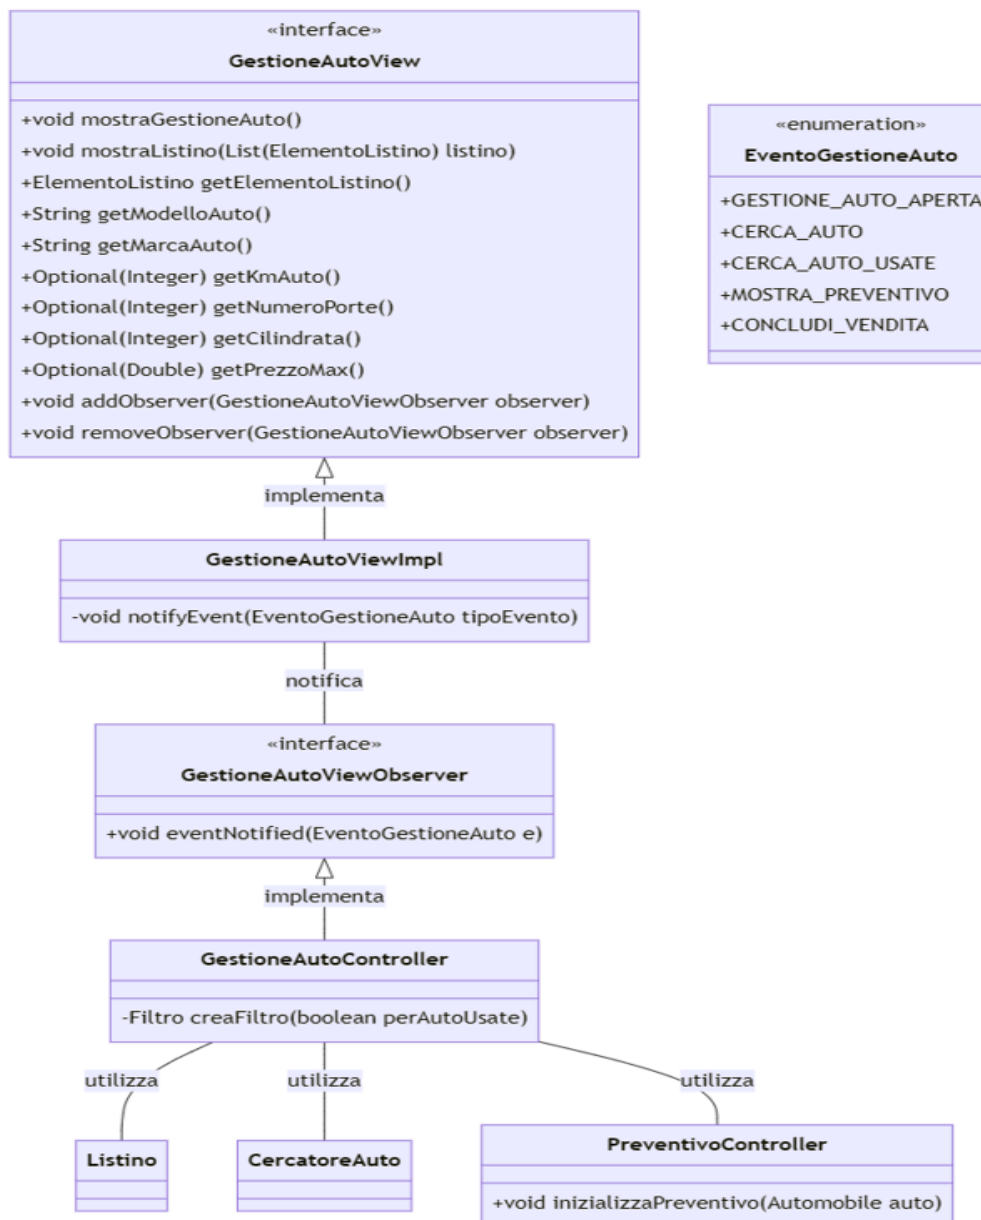 «interface»
GestioneAutoView
+void mostraGestioneAuto()
+void mostraListino(List(ElementoListino) listino)
+ElementoListino getElementoListino()
+String getModelloAuto()
+String getMarcaAuto()
+Optional(Integer) getKmAuto()
+Optional(Integer) getNumeroPorte()
+Optional(Integer) getCilindrata()
+Optional(Double) getPrezzoMax()
+void addObserver(GestioneAutoViewObserver observer)
+void removeObserver(GestioneAutoViewObserver observer)
«enumeration»
EventoGestioneAuto
+GESTIONE_AUTO_APERTA
+CERCA_AUTO
+CERCA_AUTO_USATE
+MOSTRA_PREVENTIVO
+CONCLUDI_VENDITA
implementa
GestioneAutoViewImpl
-void notifyEvent(EventoGestioneAuto tipoEvento)
notifica
«interface»
GestioneAutoViewObserver
+void eventNotified(EventoGestioneAuto e)
implementa
GestioneAutoController
-Filtro creaFiltro(boolean perAutoUsate)
utilizza
utilizza
utilizza
Listino
CercatoreAuto
PreventivoController
+void inizializzaPreventivo(Automobile auto)